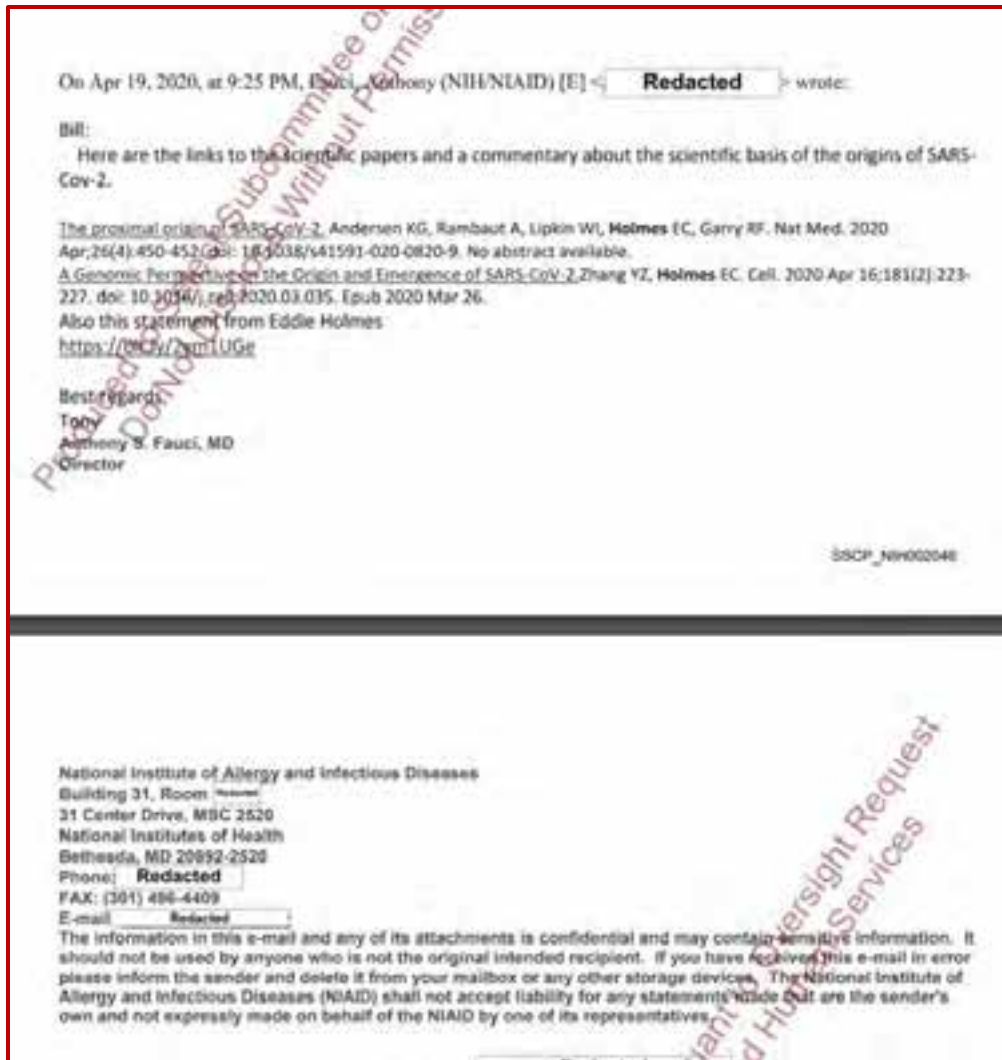 On Apr 19, 2020, at 9:25 PM, Fauci, Anthony (NIH/NIAID) [E] < Redacted > wrote:
Bill:
Here are the links to the scientific papers and a commentary about the scientific basis of the origins of SARS-
Cov-2.
The proximal origin of SARS-CoV-2. Andersen KG, Rambaut A, Lipkin WI, Holmes EC, Garry RF. Nat Med. 2020
Apr;26(4):450-452. doi: 10.1038/s41591-020-0820-9. No abstract available.
A Genomic Perspective on the Origin and Emergence of SARS-CoV-2. Zhang YZ, Holmes EC. Cell. 2020 Apr 16;181(2):223-
227. doi: 10.1016/j.cell.2020.03.035. Epub 2020 Mar 26.
Also this statement from Eddie Holmes
Best regards,
Tony
Anthony S. Fauci, MD
Director
SSCP_NIH002046
National Institute of Allergy and Infectious Diseases
Building 31, Room
31 Center Drive, MSC 2520
National Institutes of Health
Bethesda, MD 20892-2520
Phone: Redacted
FAX: (301) 496-4409
E-mail Redacted
The information in this e-mail and any of its attachments is confidential and may contain sensitive information. It
should not be used by anyone who is not the original intended recipient. If you have received this e-mail in error
please inform the sender and delete it from your mailbox or any other storage devices. The National Institute of
Allergy and Infectious Diseases (NIAID) shall not accept liability for any statements made that are the sender's
own and not expressly made on behalf of the NIAID by one of its representatives.
Produced to Subcommittee
Do Not Without
Oversight Request
Human Services